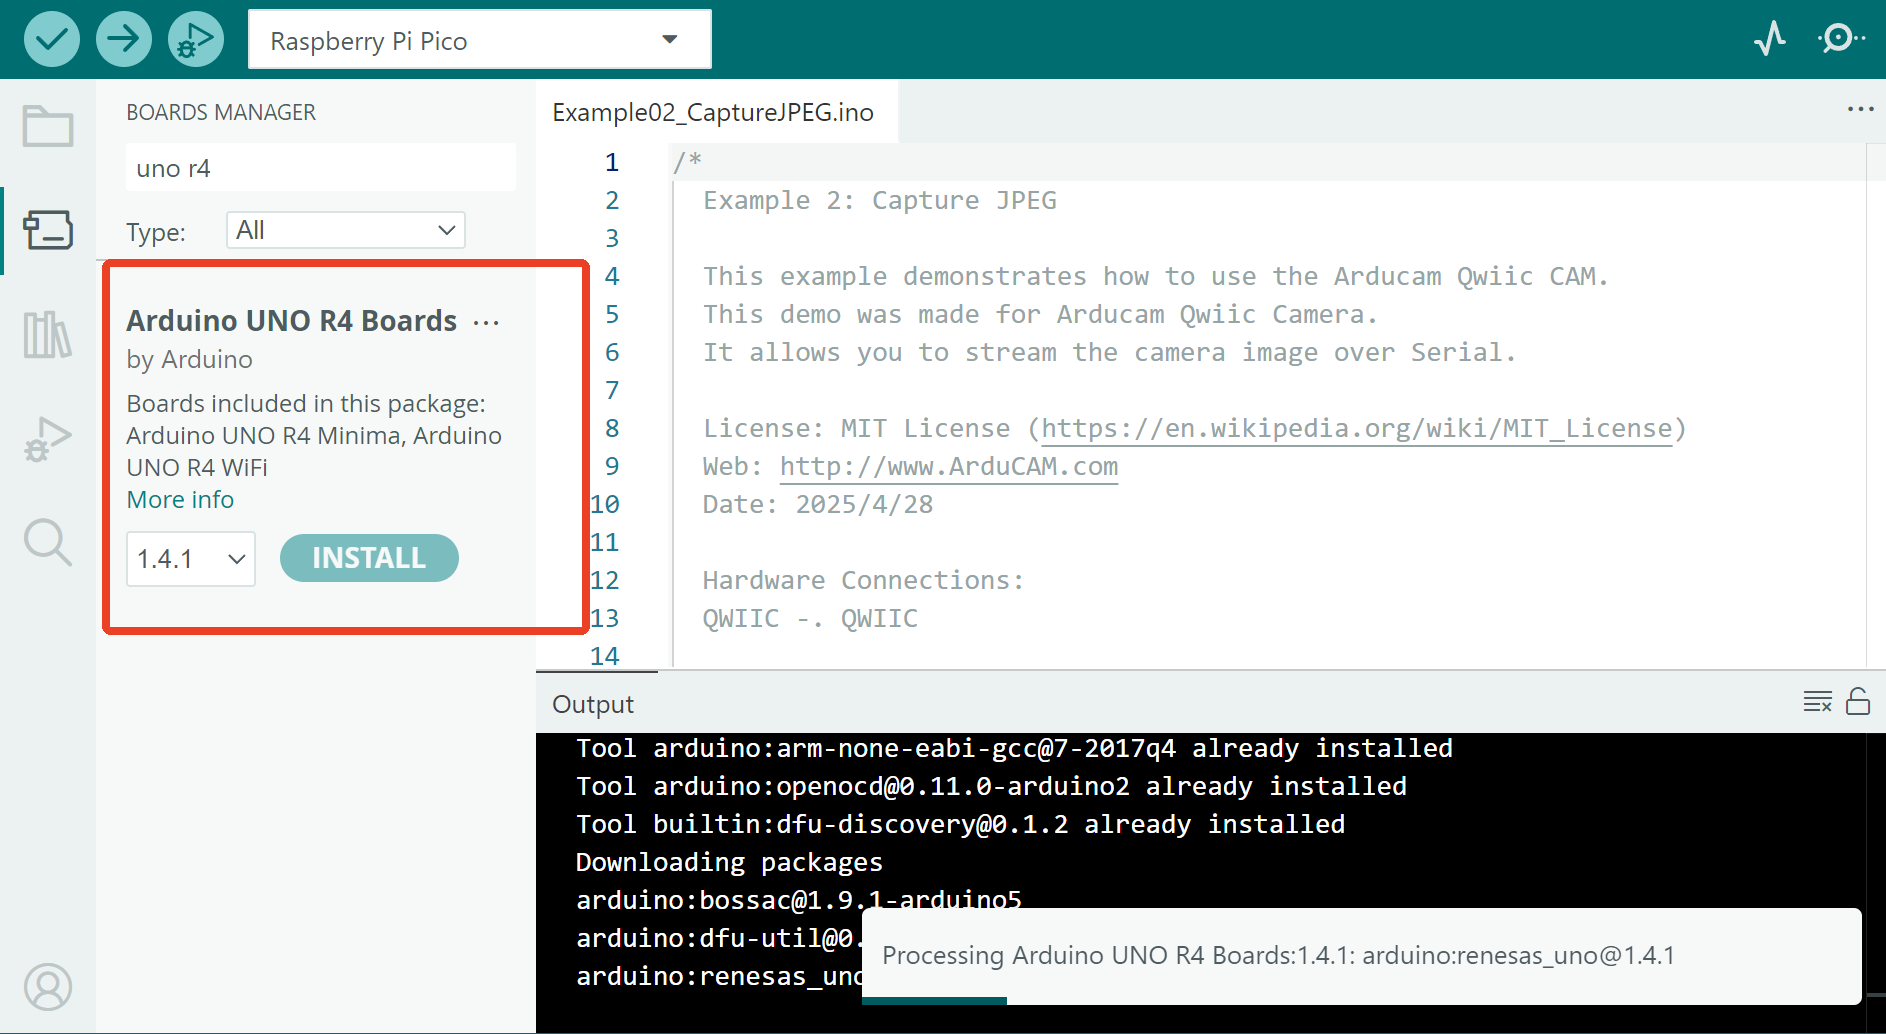 Raspberry Pi Pico
BOARDS MANAGER
uno r4
Type: All
Arduino UNO R4 Boards ...
by Arduino
Boards included in this package:
Arduino UNO R4 Minima, Arduino
UNO R4 WiFi
More info
1.4.1 INSTALL
Example02_CaptureJPEG.ino
1 /*
2 Example 2: Capture JPEG
3
4 This example demonstrates how to use the Arducam Qwiic CAM.
5 This demo was made for Arducam Qwiic Camera.
6 It allows you to stream the camera image over Serial.
7
8 License: MIT License (https://en.wikipedia.org/wiki/MIT_License)
9 Web: http://www.ArduCAM.com
10 Date: 2025/4/28
11
12 Hardware Connections:
13 QWIIC -. QWIIC
14
Output
Tool arduino:arm-none-eabi-gcc@7-2017q4 already installed
Tool arduino:openocd@0.11.0-arduino2 already installed
Tool builtin:dfu-discovery@0.1.2 already installed
Downloading packages
arduino:bossac@1.9.1-arduino5
arduino:dfu-util@0.
arduino:renesas_uno
Processing Arduino UNO R4 Boards:1.4.1: arduino:renesas_uno@1.4.1